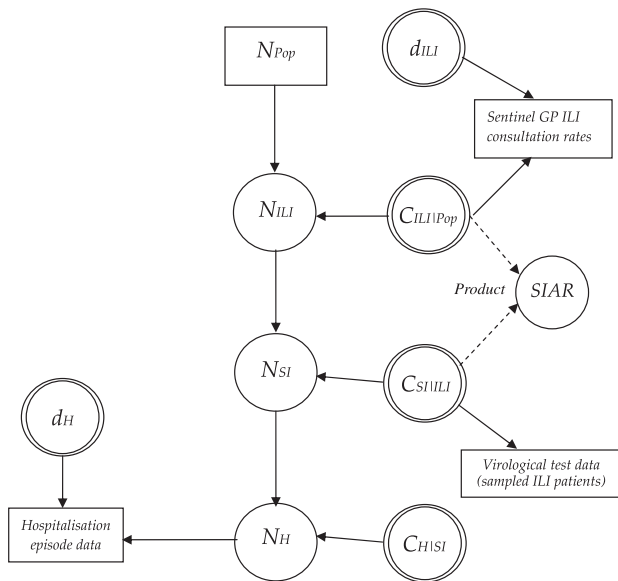 N_Pop
d_ILI
Sentinel GP ILI
consultation rates
N_ILI
C_ILI|Pop
Product
SIAR
N_SI
C_SI|ILI
d_H
Virological test data
(sampled ILI patients)
Hospitalisation
episode data
N_H
C_H|SI